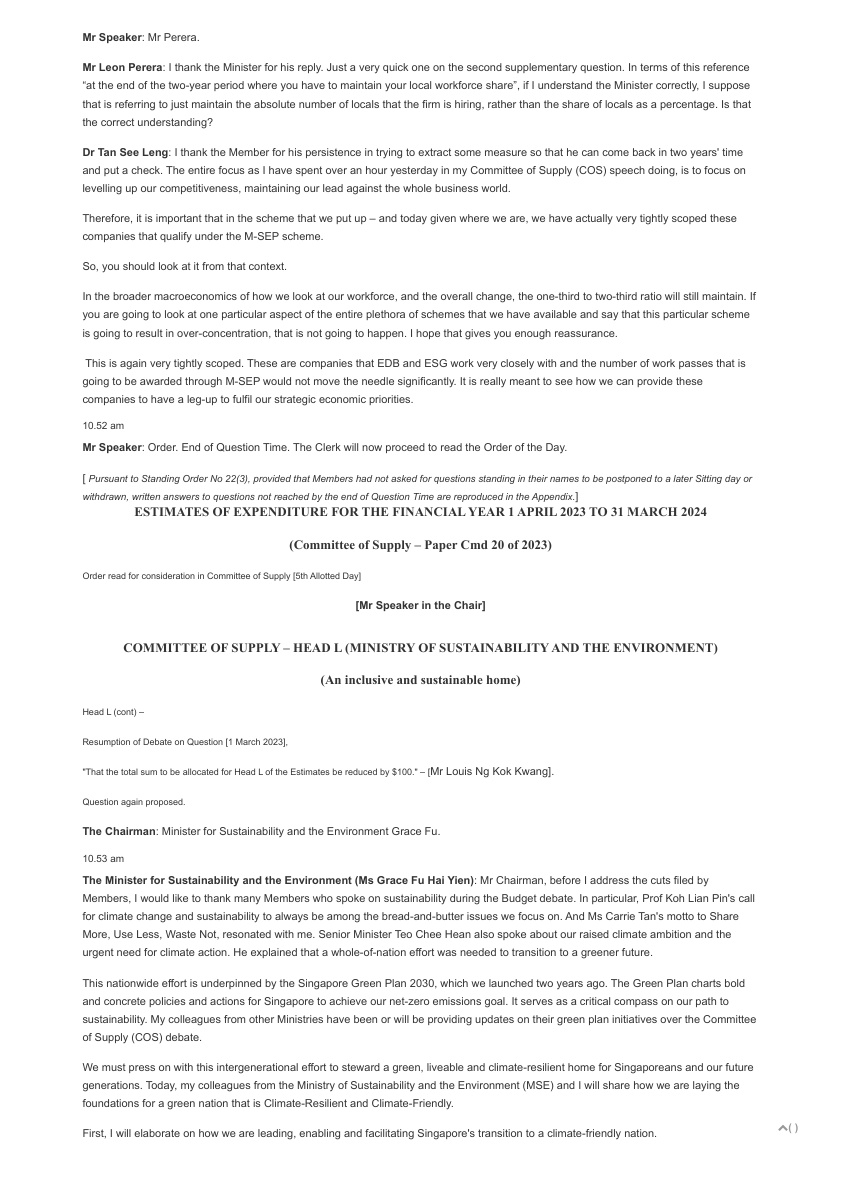 Mr Speaker: Mr Perera.
Mr Leon Perera: I thank the Minister for his reply. Just a very quick one on the second supplementary question. In terms of this reference
“at the end of the two-year period where you have to maintain your local workforce share”, if I understand the Minister correctly, I suppose
that is referring to just maintain the absolute number of locals that the firm is hiring, rather than the share of locals as a percentage. Is that
the correct understanding?
Dr Tan See Leng: I thank the Member for his persistence in trying to extract some measure so that he can come back in two years' time
and put a check. The entire focus as I have spent over an hour yesterday in my Committee of Supply (COS) speech doing, is to focus on
levelling up our competitiveness, maintaining our lead against the whole business world.
Therefore, it is important that in the scheme that we put up – and today given where we are, we have actually very tightly scoped these
companies that qualify under the M-SEP scheme.
So, you should look at it from that context.
In the broader macroeconomics of how we look at our workforce, and the overall change, the one-third to two-third ratio will still maintain. If
you are going to look at one particular aspect of the entire plethora of schemes that we have available and say that this particular scheme
is going to result in over-concentration, that is not going to happen. I hope that gives you enough reassurance.
This is again very tightly scoped. These are companies that EDB and ESG work very closely with and the number of work passes that is
going to be awarded through M-SEP would not move the needle significantly. It is really meant to see how we can provide these
companies to have a leg-up to fulfil our strategic economic priorities.
10.52 am
Mr Speaker: Order. End of Question Time. The Clerk will now proceed to read the Order of the Day.
[ Pursuant to Standing Order No 22(3), provided that Members had not asked for questions standing in their names to be postponed to a later Sitting day or
withdrawn, written answers to questions not reached by the end of Question Time are reproduced in the Appendix.]
ESTIMATES OF EXPENDITURE FOR THE FINANCIAL YEAR 1 APRIL 2023 TO 31 MARCH 2024
(Committee of Supply – Paper Cmd 20 of 2023)
Order read for consideration in Committee of Supply [5th Allotted Day]
[Mr Speaker in the Chair]
COMMITTEE OF SUPPLY – HEAD L (MINISTRY OF SUSTAINABILITY AND THE ENVIRONMENT)
(An inclusive and sustainable home)
Head L (cont) –
Resumption of Debate on Question [1 March 2023],
"That the total sum to be allocated for Head L of the Estimates be reduced by $100." – [Mr Louis Ng Kok Kwang].
Question again proposed.
The Chairman: Minister for Sustainability and the Environment Grace Fu.
10.53 am
The Minister for Sustainability and the Environment (Ms Grace Fu Hai Yien): Mr Chairman, before I address the cuts filed by
Members, I would like to thank many Members who spoke on sustainability during the Budget debate. In particular, Prof Koh Lian Pin's call
for climate change and sustainability to always be among the bread-and-butter issues we focus on. And Ms Carrie Tan's motto to Share
More, Use Less, Waste Not, resonated with me. Senior Minister Teo Chee Hean also spoke about our raised climate ambition and the
urgent need for climate action. He explained that a whole-of-nation effort was needed to transition to a greener future.
This nationwide effort is underpinned by the Singapore Green Plan 2030, which we launched two years ago. The Green Plan charts bold
and concrete policies and actions for Singapore to achieve our net-zero emissions goal. It serves as a critical compass on our path to
sustainability. My colleagues from other Ministries have been or will be providing updates on their green plan initiatives over the Committee
of Supply (COS) debate.
We must press on with this intergenerational effort to steward a green, liveable and climate-resilient home for Singaporeans and our future
generations. Today, my colleagues from the Ministry of Sustainability and the Environment (MSE) and I will share how we are laying the
foundations for a green nation that is Climate-Resilient and Climate-Friendly.
First, I will elaborate on how we are leading, enabling and facilitating Singapore's transition to a climate-friendly nation.
( )